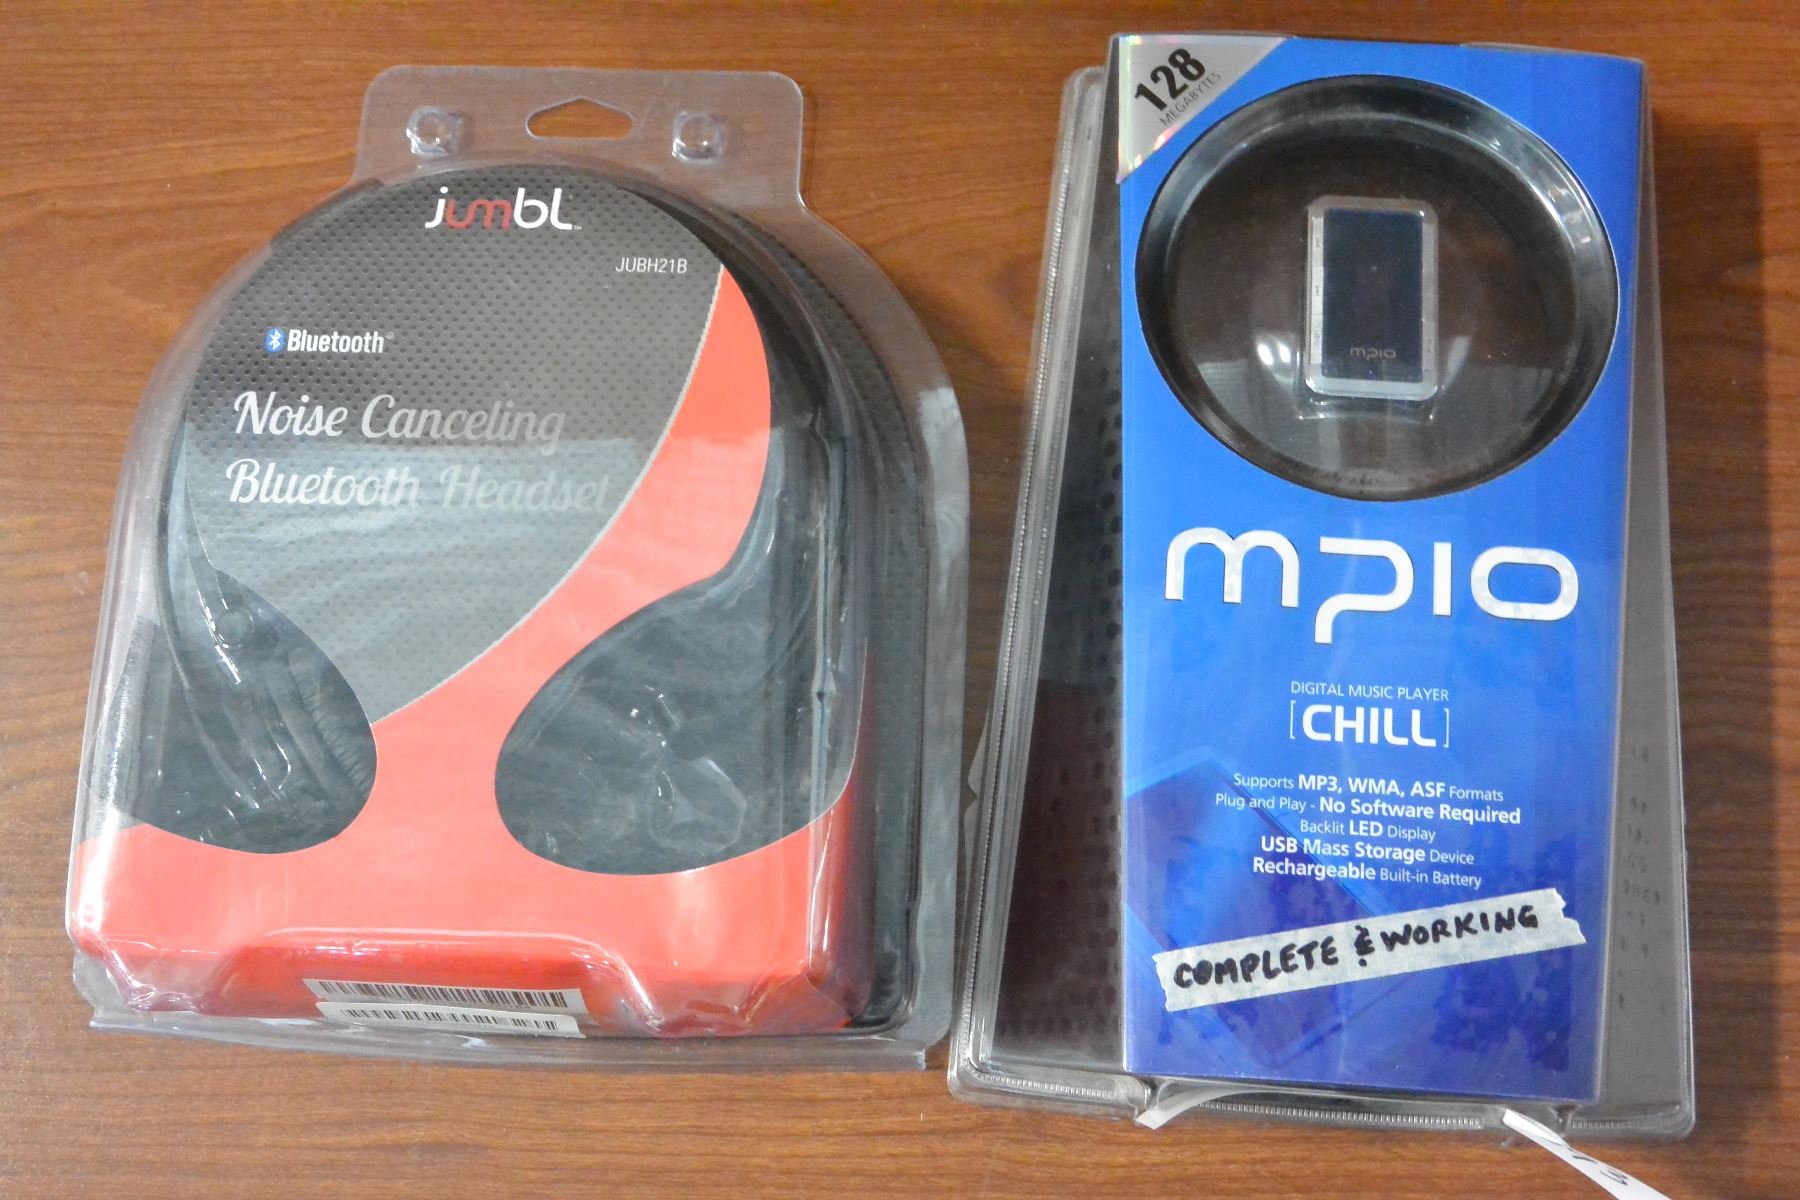 jumbl™
JUBH21B
Bluetooth®
Noise Canceling
Bluetooth Headset
128
MEGABYTES
mpio
mpio
DIGITAL MUSIC PLAYER
[CHILL]
Supports MP3, WMA, ASF Formats
Plug and Play - No Software Required
Backlit LED Display
USB Mass Storage Device
Rechargeable Built-in Battery
COMPLETE & WORKING